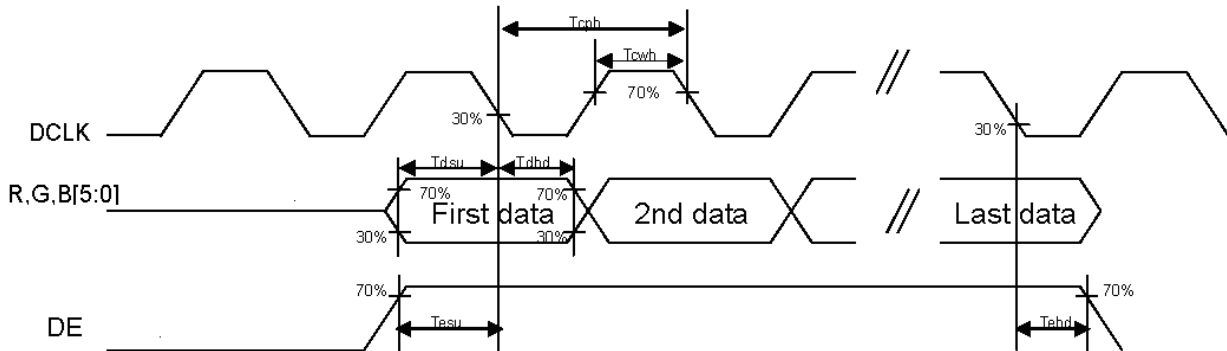 Tcph
Tcwh
70%
30%
30%
DCLK
Tdsu
Tdhd
R,G,B[5:0]
70%
70%
First data
2nd data
Last data
30%
30%
70%
70%
DE
Tesu
Tehd